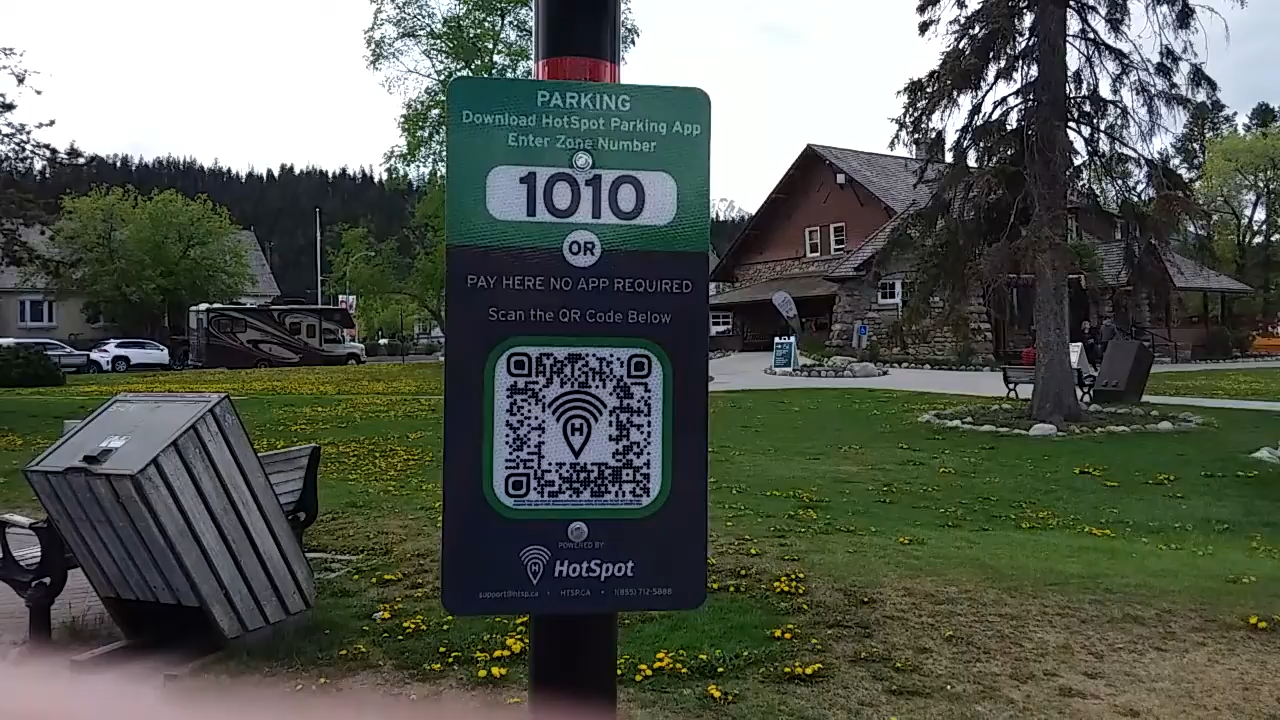 PARKING
Download HotSpot Parking App
Enter Zone Number
1010
OR
PAY HERE NO APP REQUIRED
Scan the QR Code Below
H
POWERED BY:
H HotSpot
support@htsp.ca • HTSP.CA • 1(855) 712-5888